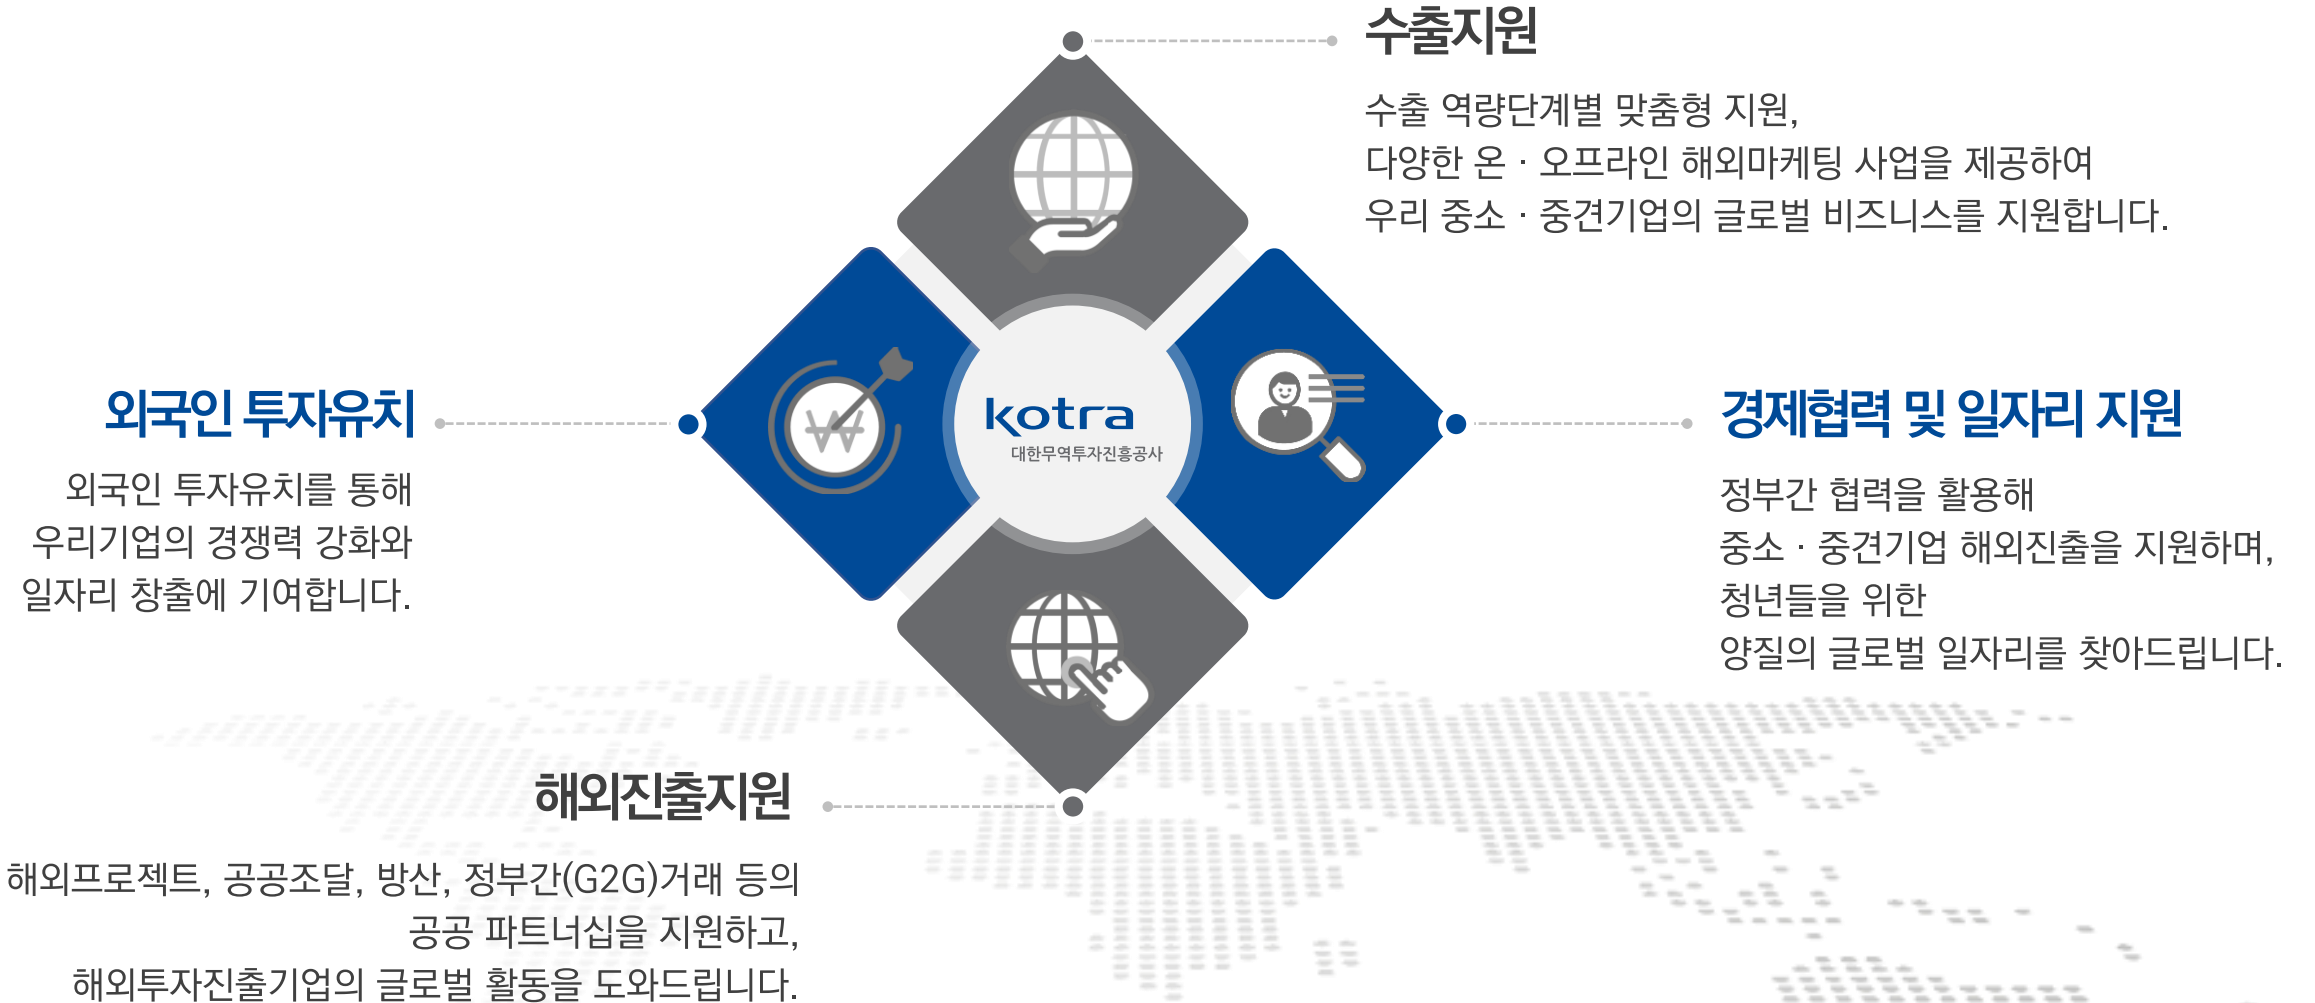 수출지원
수출 역량단계별 맞춤형 지원,
다양한 온 · 오프라인 해외마케팅 사업을 제공하여
우리 중소 · 중견기업의 글로벌 비즈니스를 지원합니다.
외국인 투자유치
외국인 투자유치를 통해
우리기업의 경쟁력 강화와
일자리 창출에 기여합니다.
kotra
대한무역투자진흥공사
경제협력 및 일자리 지원
정부간 협력을 활용해
중소 · 중견기업 해외진출을 지원하며,
청년들을 위한
양질의 글로벌 일자리를 찾아드립니다.
해외진출지원
해외프로젝트, 공공조달, 방산, 정부간(G2G)거래 등의
공공 파트너십을 지원하고,
해외투자진출기업의 글로벌 활동을 도와드립니다.